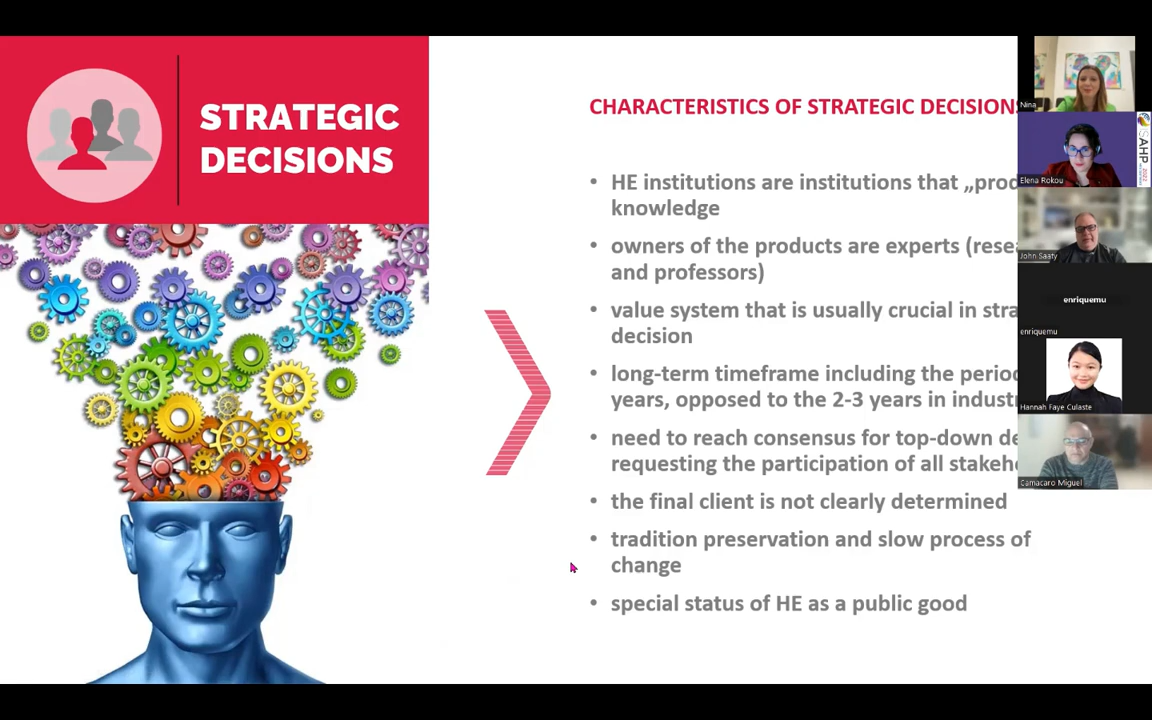 STRATEGIC
DECISIONS
CHARACTERISTICS OF STRATEGIC DECISIONS
• HE institutions are institutions that „prod
knowledge
• owners of the products are experts (rese
and professors)
• value system that is usually crucial in stra
decision
• long-term timeframe including the period
years, opposed to the 2-3 years in industr
• need to reach consensus for top-down de
requesting the participation of all stakeh
• the final client is not clearly determined
• tradition preservation and slow process of
change
• special status of HE as a public good
Nina
Elena Rokou
AHP
John Saaty
enriquemu
enriquemu
Hannah Faye Culaste
Camacaro Miguel